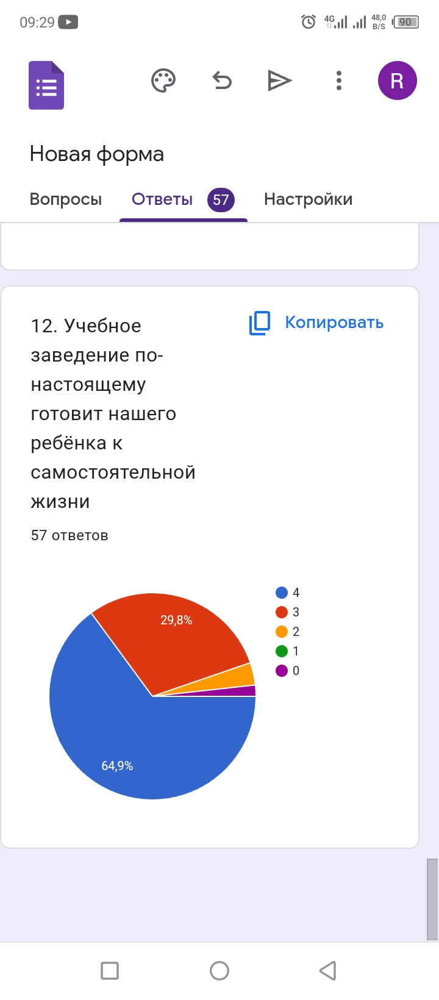 09:29
4G
48,0
B/S
90
R
Новая форма
Вопросы
Ответы
57
Настройки
12. Учебное
заведение по-
настоящему
готовит нашего
ребёнка к
самостоятельной
жизни
Копировать
57 ответов
4
3
2
1
0
29,8%
64,9%